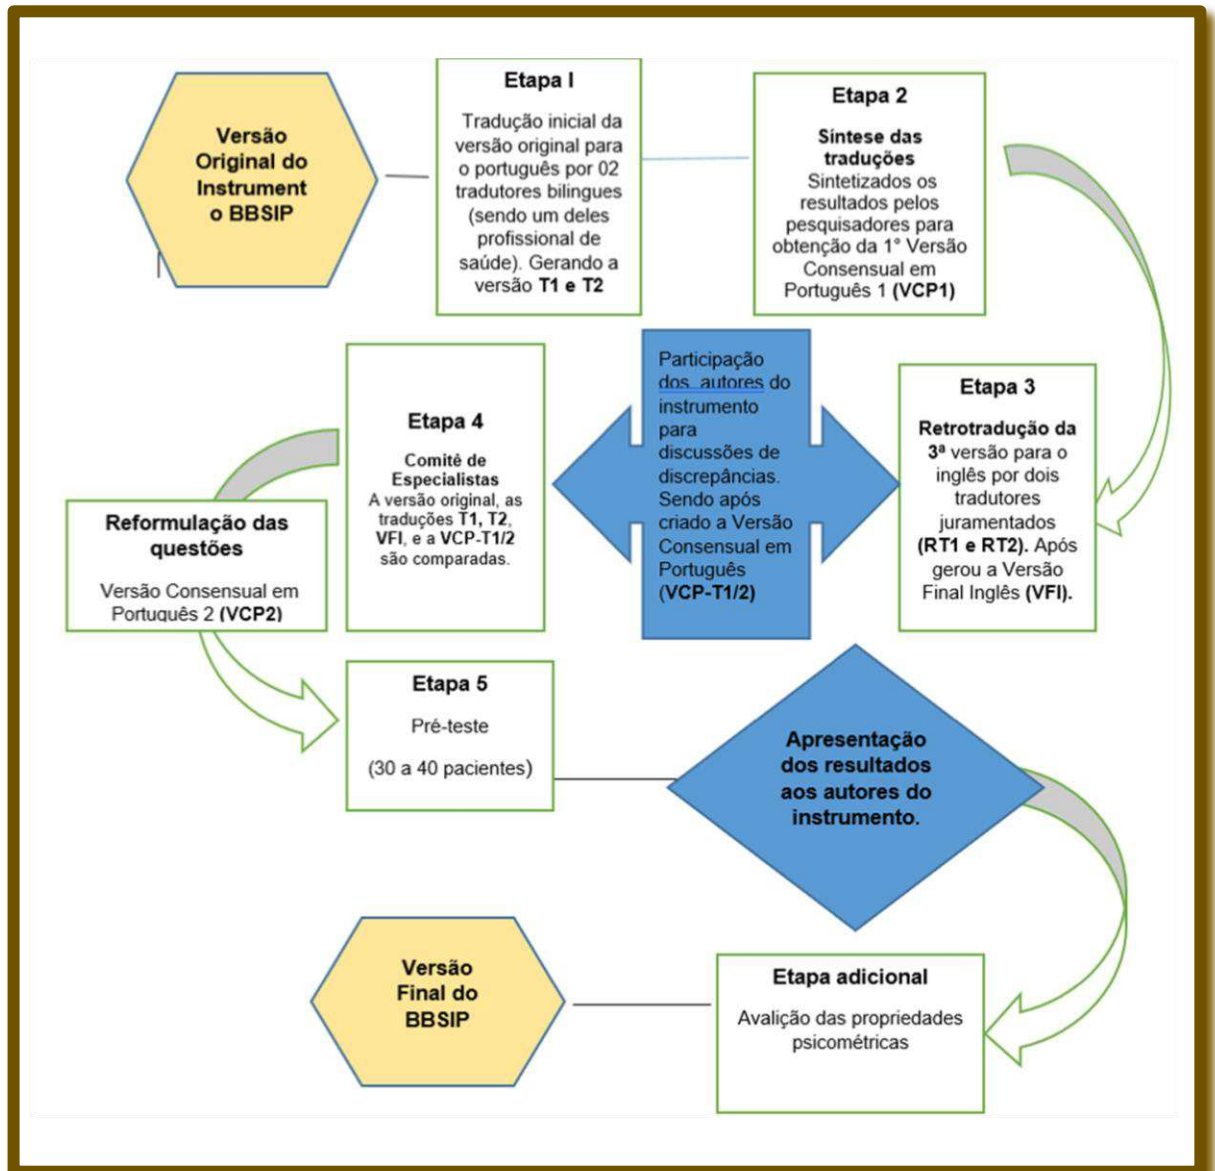 Versão
Original do
Instrument
o BBSIP
Etapa I
Tradução inicial da
versão original para
o português por 02
tradutores bilingues
(sendo um deles
profissional de
saúde). Gerando a
versão T1 e T2
Etapa 2
Síntese das
traduções
Sintetizados os
resultados pelos
pesquisadores para
obtenção da 1° Versão
Consensual em
Português 1 (VCP1)
Etapa 3
Retrotradução da
3ª versão para o
inglês por dois
tradutores
juramentados
(RT1 e RT2). Após
gerou a Versão
Final Inglês (VFI).
Participação
dos autores do
instrumento
para
discussões de
discrepâncias.
Sendo após
criado a Versão
Consensual em
Português
(VCP-T1/2)
Etapa 4
Comitê de
Especialistas
A versão original, as
traduções T1, T2,
VFI, e a VCP-T1/2
são comparadas.
Reformulação das
questões
Versão Consensual em
Português 2 (VCP2)
Etapa 5
Pré-teste
(30 a 40 pacientes)
Apresentação
dos resultados
aos autores do
instrumento.
Etapa adicional
Avalição das propriedades
psicométricas
Versão
Final do
BBSIP